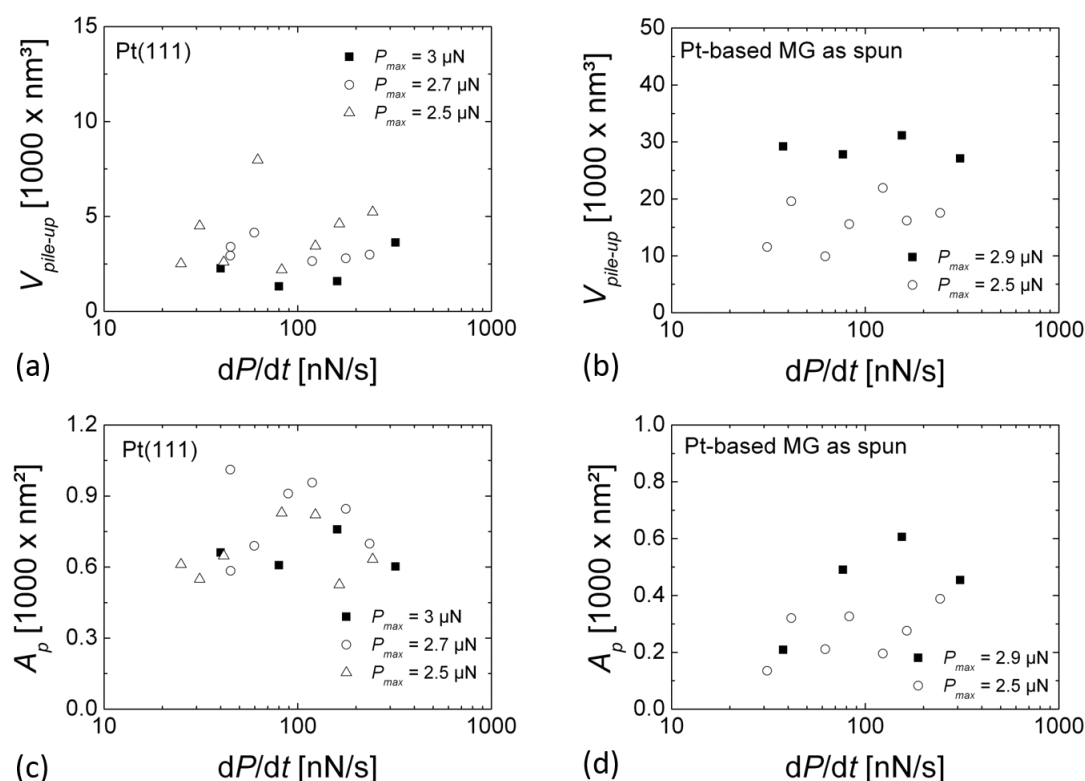 Pt(111)
P_max = 3 µN
P_max = 2.7 µN
P_max = 2.5 µN
15
10
5
0
V_pile-up [1000 x nm³]
10
100
1000
dP/dt [nN/s]
(a)
Pt-based MG as spun
50
40
30
20
10
0
V_pile-up [1000 x nm³]
P_max = 2.9 µN
P_max = 2.5 µN
10
100
1000
dP/dt [nN/s]
(b)
Pt(111)
1.2
0.9
0.6
0.3
0.0
A_p [1000 x nm²]
P_max = 3 µN
P_max = 2.7 µN
P_max = 2.5 µN
10
100
1000
dP/dt [nN/s]
(c)
Pt-based MG as spun
1.0
0.8
0.6
0.4
0.2
0.0
A_p [1000 x nm²]
P_max = 2.9 µN
P_max = 2.5 µN
10
100
1000
dP/dt [nN/s]
(d)